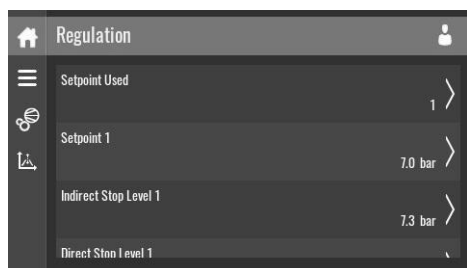 Regulation
Setpoint Used
1
Setpoint 1
7.0 bar
Indirect Stop Level 1
7.3 bar
Direct Stop Level 1